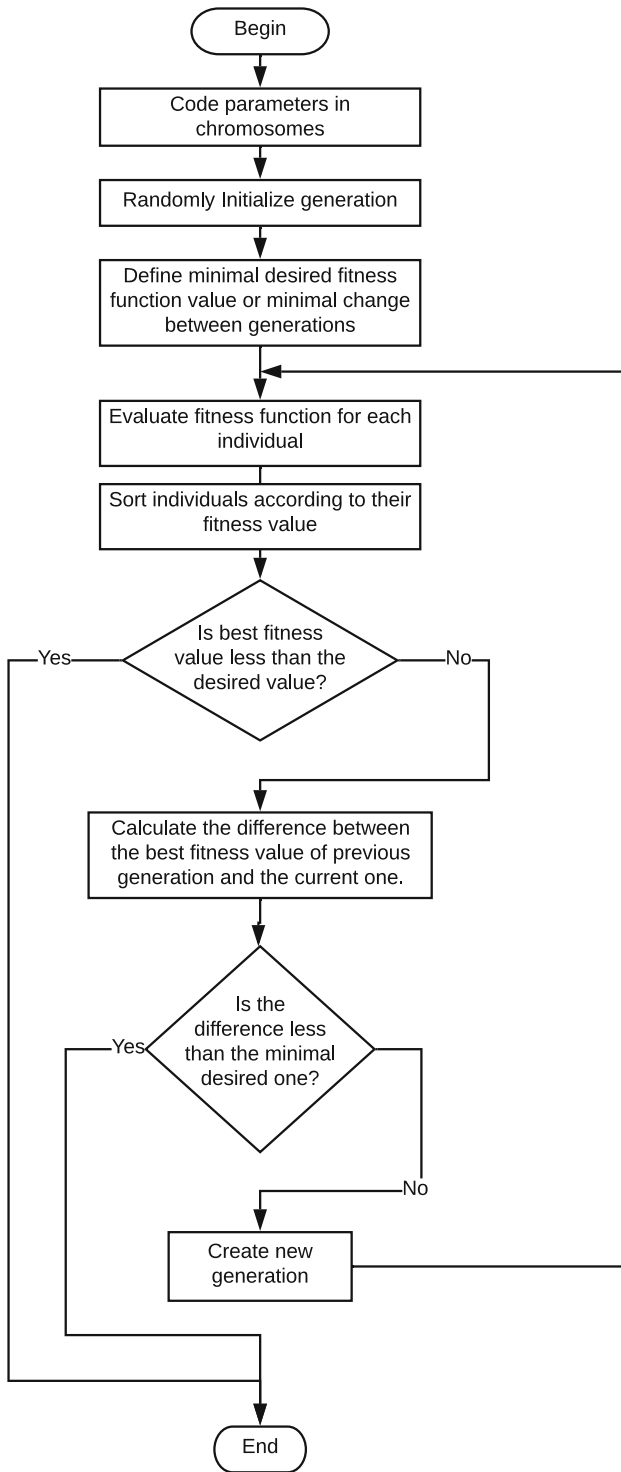 Begin
Code parameters in
chromosomes
Randomly Initialize generation
Define minimal desired fitness
function value or minimal change
between generations
Evaluate fitness function for each
individual
Sort individuals according to their
fitness value
Is best fitness
value less than the
desired value?
Yes
No
Calculate the difference between
the best fitness value of previous
generation and the current one.
Is the
difference less
than the minimal
desired one?
Yes
No
Create new
generation
End